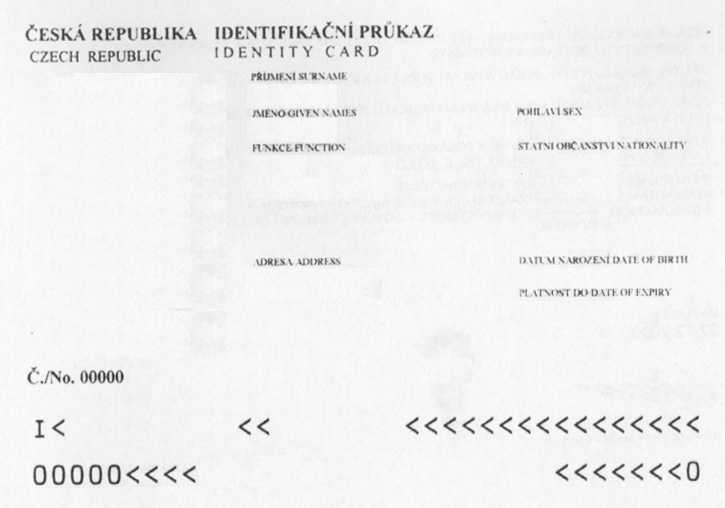 ČESKÁ REPUBLIKA IDENTIFIKAČNÍ PRŮKAZ
CZECH REPUBLIC IDENTITY CARD
PŘÍJMENÍ SURNAME
JMÉNO GIVEN NAMES POHLAVÍ SEX
FUNKCE FUNCTION STÁTNÍ OBČANSTVÍ NATIONALITY
ADRESA ADDRESS DATUM NAROZENÍ DATE OF BIRTH
PLATNOST DO DATE OF EXPIRY
Č./No. 00000
I< << <<<<<<<<<<<<<<<<
00000<<<< <<<<<<<0